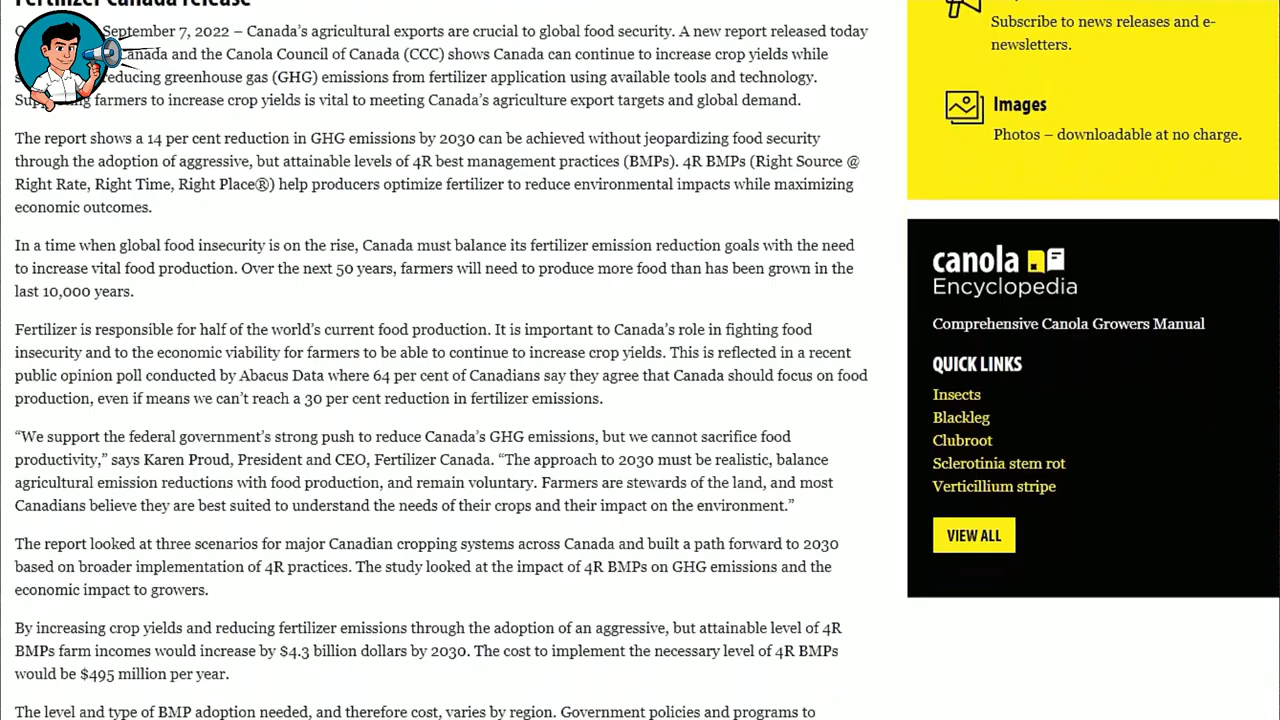 Fertilizer Canada release
September 7, 2022 – Canada's agricultural exports are crucial to global food security. A new report released today
Canada and the Canola Council of Canada (CCC) shows Canada can continue to increase crop yields while
reducing greenhouse gas (GHG) emissions from fertilizer application using available tools and technology.
farmers to increase crop yields is vital to meeting Canada's agriculture export targets and global demand.
The report shows a 14 per cent reduction in GHG emissions by 2030 can be achieved without jeopardizing food security
through the adoption of aggressive, but attainable levels of 4R best management practices (BMPs). 4R BMPs (Right Source @
Right Rate, Right Time, Right Place®) help producers optimize fertilizer to reduce environmental impacts while maximizing
economic outcomes.
In a time when global food insecurity is on the rise, Canada must balance its fertilizer emission reduction goals with the need
to increase vital food production. Over the next 50 years, farmers will need to produce more food than has been grown in the
last 10,000 years.
Fertilizer is responsible for half of the world's current food production. It is important to Canada's role in fighting food
insecurity and to the economic viability for farmers to be able to continue to increase crop yields. This is reflected in a recent
public opinion poll conducted by Abacus Data where 64 per cent of Canadians say they agree that Canada should focus on food
production, even if means we can't reach a 30 per cent reduction in fertilizer emissions.
“We support the federal government's strong push to reduce Canada's GHG emissions, but we cannot sacrifice food
productivity,” says Karen Proud, President and CEO, Fertilizer Canada. “The approach to 2030 must be realistic, balance
agricultural emission reductions with food production, and remain voluntary. Farmers are stewards of the land, and most
Canadians believe they are best suited to understand the needs of their crops and their impact on the environment.”
The report looked at three scenarios for major Canadian cropping systems across Canada and built a path forward to 2030
based on broader implementation of 4R practices. The study looked at the impact of 4R BMPs on GHG emissions and the
economic impact to growers.
By increasing crop yields and reducing fertilizer emissions through the adoption of an aggressive, but attainable level of 4R
BMPs farm incomes would increase by $4.3 billion dollars by 2030. The cost to implement the necessary level of 4R BMPs
would be $495 million per year.
The level and type of BMP adoption needed, and therefore cost, varies by region. Government policies and programs to
Subscribe to news releases and e-
newsletters.
Images
Photos – downloadable at no charge.
canola
Encyclopedia
Comprehensive Canola Growers Manual
QUICK LINKS
Insects
Blackleg
Clubroot
Sclerotinia stem rot
Verticillium stripe
VIEW ALL